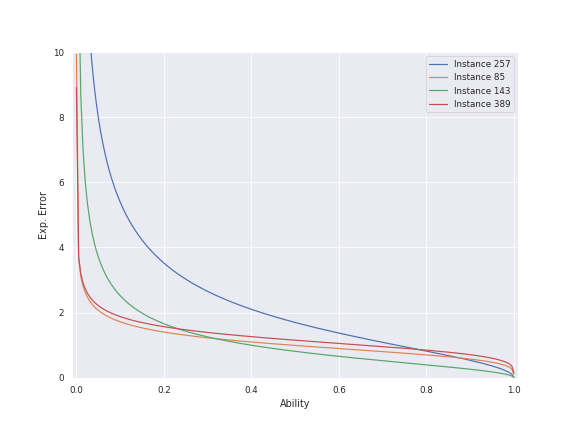 10
8
6
4
2
0
Exp. Error
0.0 0.2 0.4 0.6 0.8 1.0
Ability
Instance 257
Instance 85
Instance 143
Instance 389